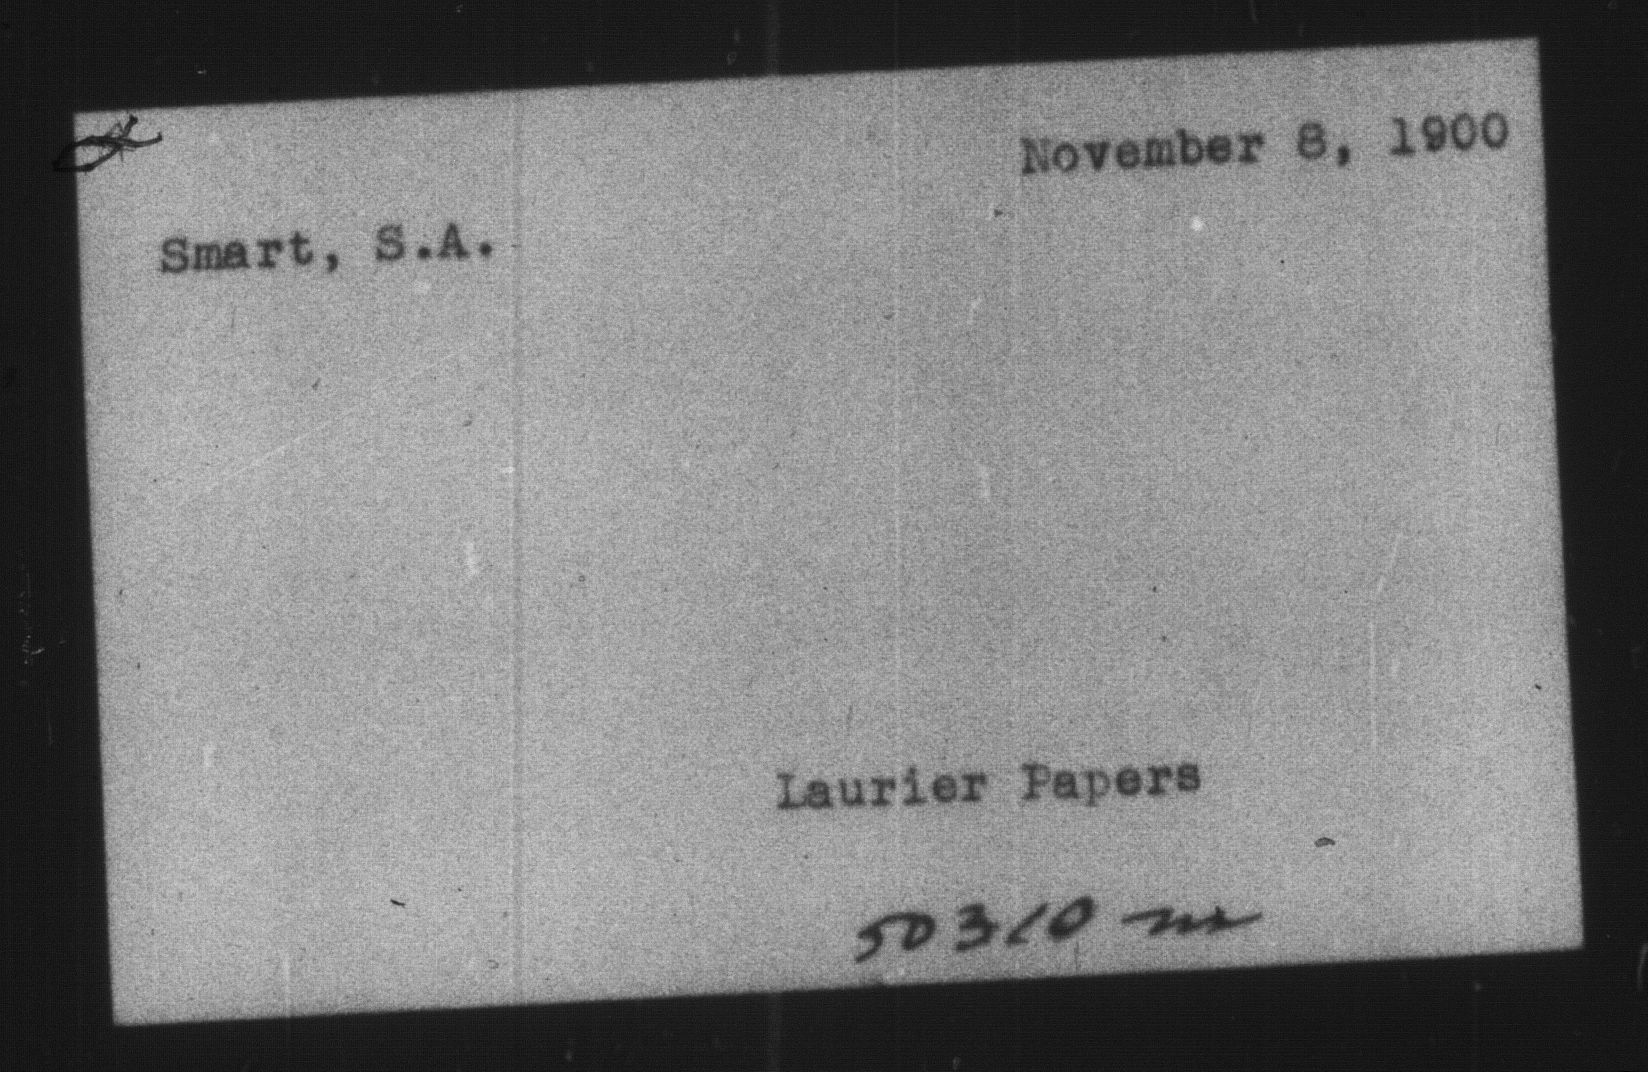 November 8, 1900
Smart, S.A.
Laurier Papers
50310